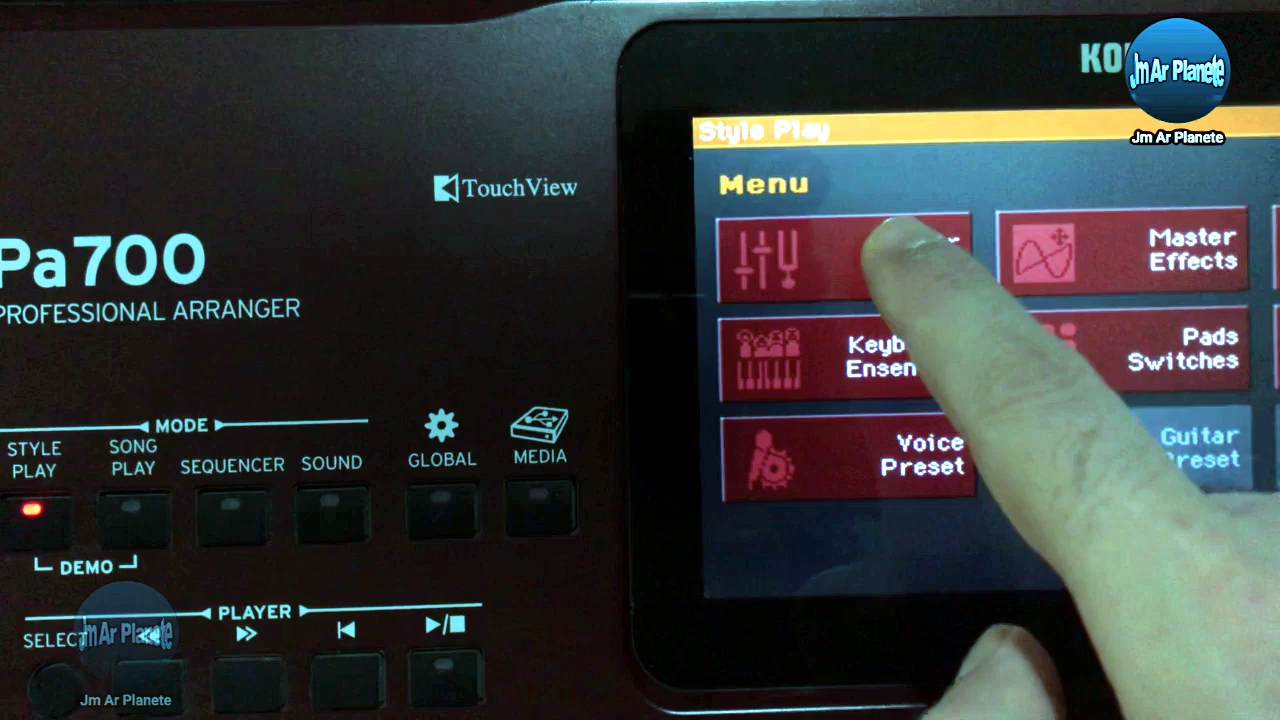 KO
Jm Ar Planete
Jm Ar Planete
Style Play
Menu
Master
Effects
Pads
Switches
Voice
Preset
Guitar
TouchView
Pa700
PROFESSIONAL ARRANGER
MODE
STYLE
PLAY
SONG
PLAY
SEQUENCER
SOUND
GLOBAL
MEDIA
DEMO
PLAYER
SELECT
Jm Ar Planete
Jm Ar Planete